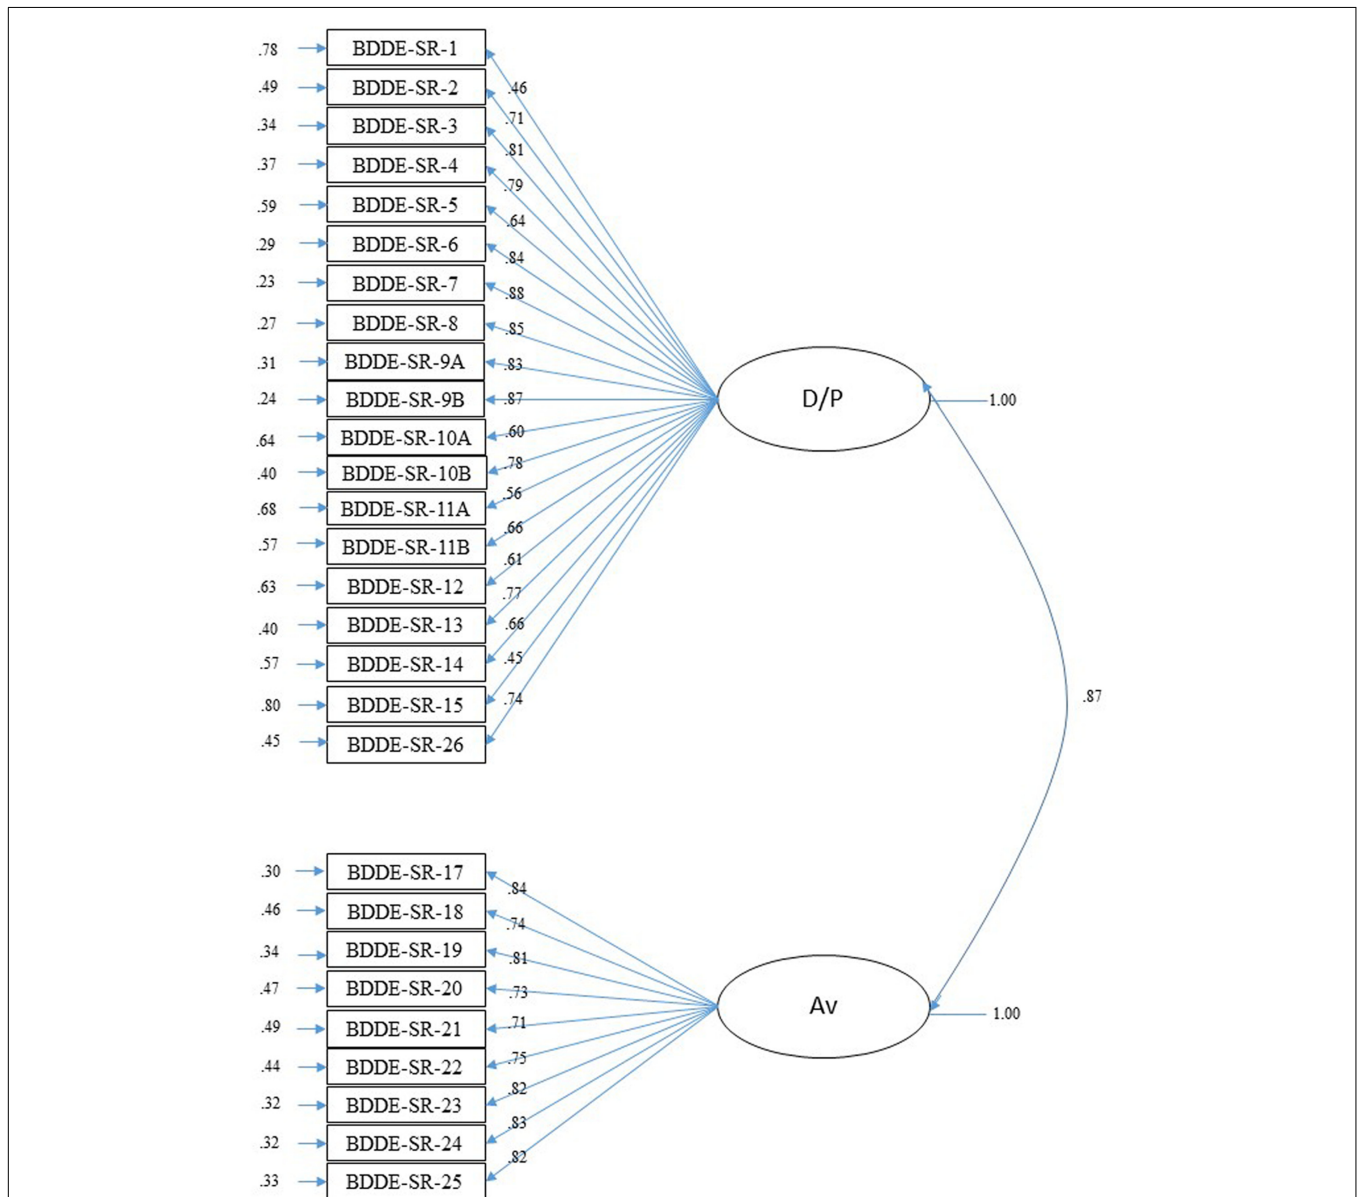 .78 BDDE-SR-1 .46
.49 BDDE-SR-2 .71
.34 BDDE-SR-3 .81
.37 BDDE-SR-4 .79
.59 BDDE-SR-5 .64
.29 BDDE-SR-6 .84
.23 BDDE-SR-7 .88
.27 BDDE-SR-8 .85
.31 BDDE-SR-9A .83
.24 BDDE-SR-9B .87 D/P 1.00
.64 BDDE-SR-10A .60
.40 BDDE-SR-10B .78
.68 BDDE-SR-11A .56
.57 BDDE-SR-11B .66
.63 BDDE-SR-12 .61
.40 BDDE-SR-13 .77
.57 BDDE-SR-14 .66
.80 BDDE-SR-15 .45 .87
.45 BDDE-SR-26 .74
.30 BDDE-SR-17 .84
.46 BDDE-SR-18 .74
.34 BDDE-SR-19 .81
.47 BDDE-SR-20 .73 Av 1.00
.49 BDDE-SR-21 .71
.44 BDDE-SR-22 .75
.32 BDDE-SR-23 .82
.32 BDDE-SR-24 .83
.33 BDDE-SR-25 .82